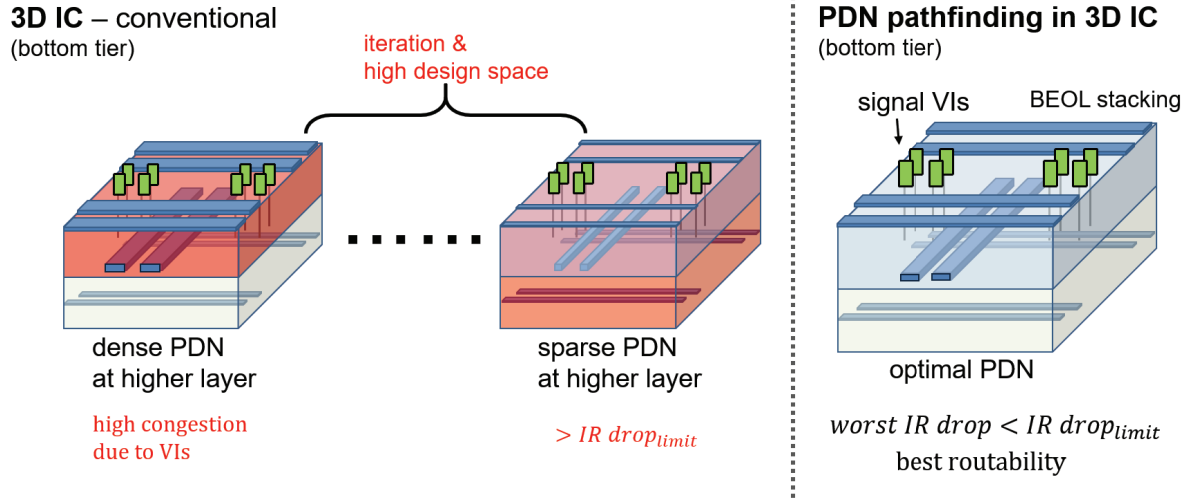 3D IC – conventional
(bottom tier)
iteration &
high design space
dense PDN
at higher layer
high congestion
due to VIs
sparse PDN
at higher layer
> IR drop_limit
PDN pathfinding in 3D IC
(bottom tier)
signal VIs
BEOL stacking
optimal PDN
worst IR drop < IR drop_limit
best routability